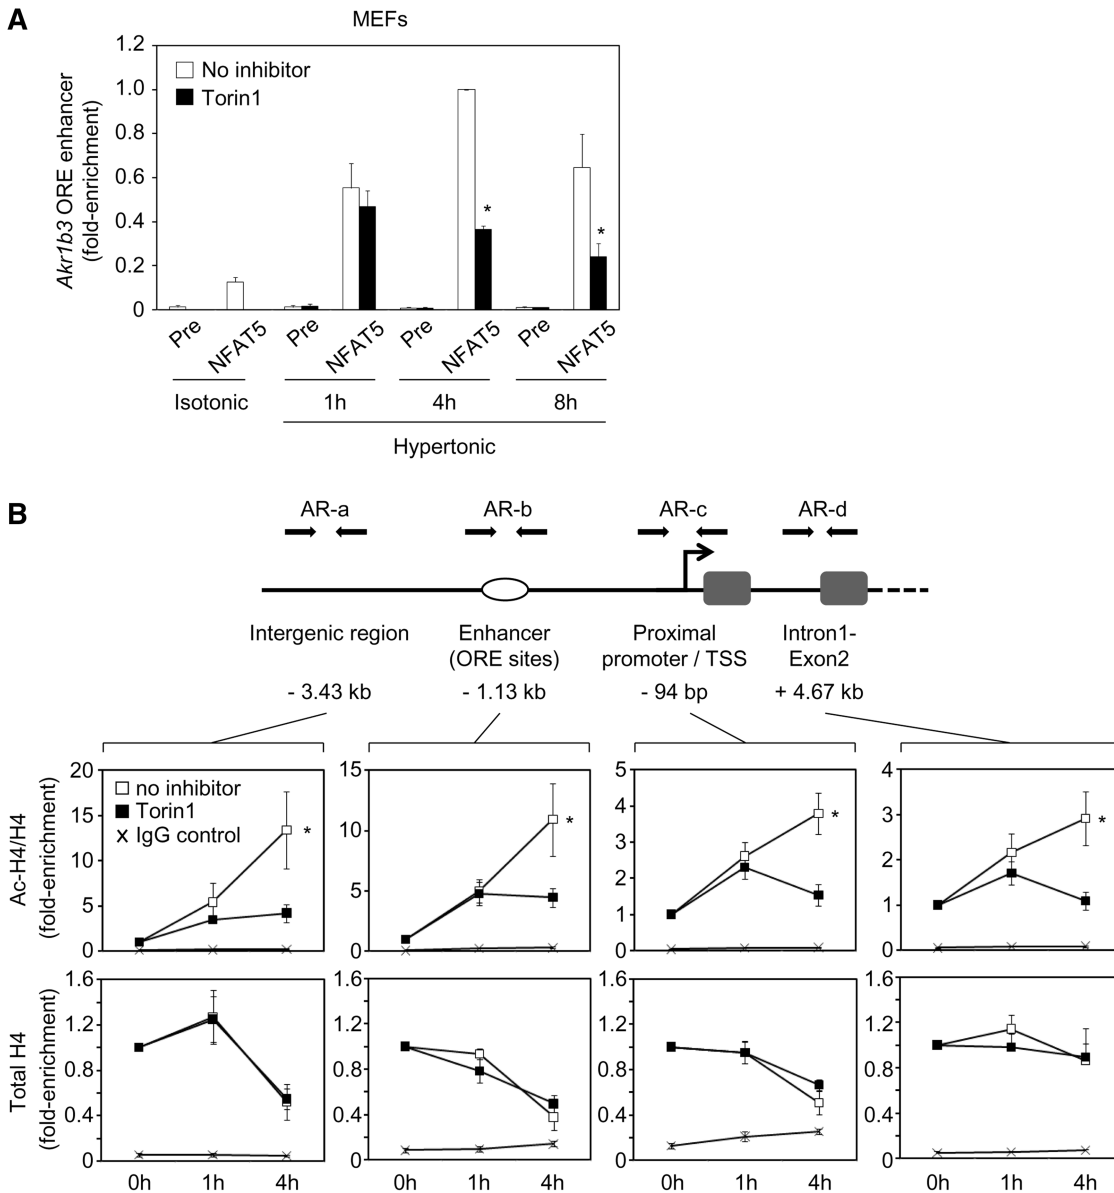 A
MEFs
Akr1b3 ORE enhancer
(fold-enrichment)
1.2
1.0
0.8
0.6
0.4
0.2
0
No inhibitor
Torin1
*
*
Pre
NFAT5
Pre
NFAT5
Pre
NFAT5
Pre
NFAT5
Isotonic
1h
4h
8h
Hypertonic
B
AR-a
AR-b
AR-c
AR-d
Intergenic region
Enhancer
(ORE sites)
Proximal
promoter / TSS
Intron1-
Exon2
- 3.43 kb
- 1.13 kb
- 94 bp
+ 4.67 kb
Ac-H4/H4
(fold-enrichment)
20
15
10
5
0
no inhibitor
Torin1
IgG control
*
15
10
5
0
*
5
4
3
2
1
0
*
4
3
2
1
0
*
Total H4
(fold-enrichment)
1.6
1.2
0.8
0.4
0
0h
1h
4h
1.6
1.2
0.8
0.4
0
0h
1h
4h
1.6
1.2
0.8
0.4
0
0h
1h
4h
1.6
1.2
0.8
0.4
0
0h
1h
4h